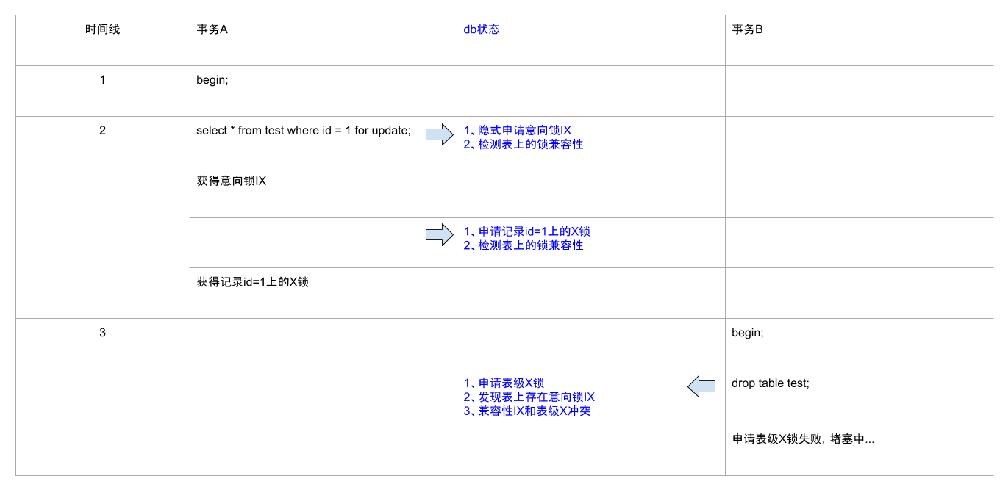 时间线
事务A
db状态
事务B
1
begin;
2
select * from test where id = 1 for update;
1、隐式申请意向锁IX
2、检测表上的锁兼容性
获得意向锁IX
1、申请记录id=1上的X锁
2、检测表上的锁兼容性
获得记录id=1上的X锁
3
begin;
1、申请表级X锁
2、发现表上存在意向锁IX
3、兼容性IX和表级X冲突
drop table test;
申请表级X锁失败，堵塞中...